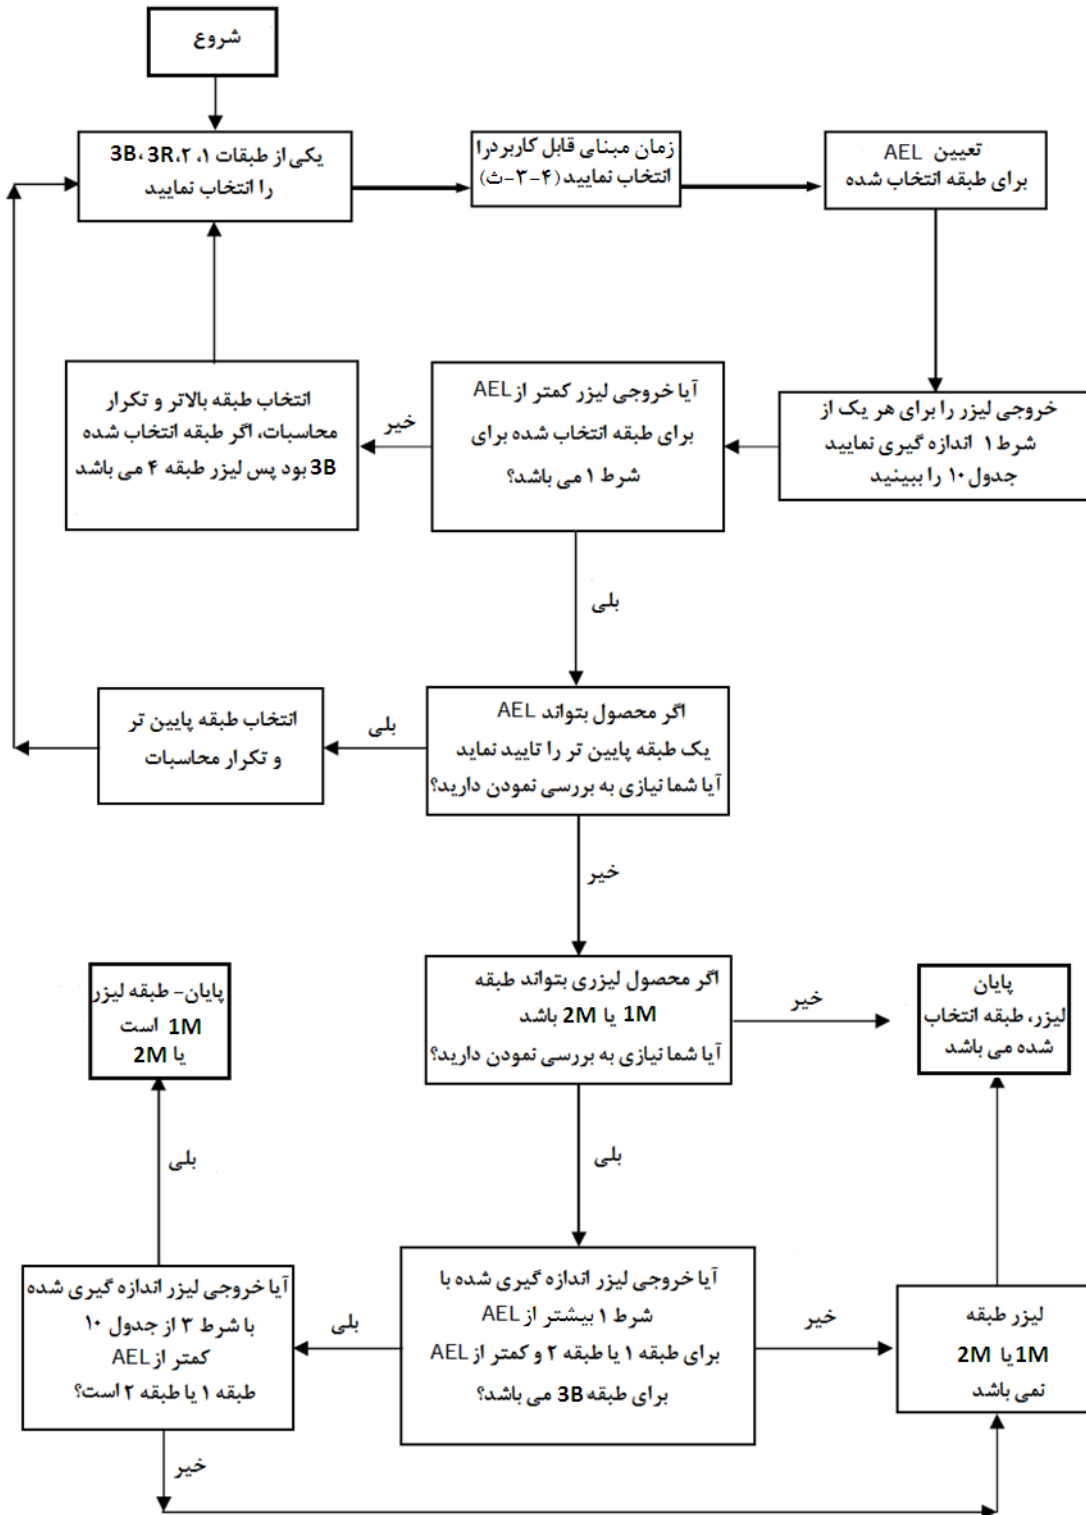 شروع
یکی از طبقات ۱، ۲، 3R، 3B
را انتخاب نمایید
زمان مبنای قابل کاربردرا
انتخاب نمایید (۴-۳-ث)
تعیین AEL
برای طبقه انتخاب شده
خروجی لیزر را برای هر یک از
شرط ۱ اندازه گیری نمایید
جدول ۱۰ را ببینید
آیا خروجی لیزر کمتر از AEL
برای طبقه انتخاب شده برای
شرط ۱ می باشد؟
خیر
انتخاب طبقه بالاتر و تکرار
محاسبات، اگر طبقه انتخاب شده
3B بود پس لیزر طبقه ۴ می باشد
بلی
اگر محصول بتواند AEL
یک طبقه پایین تر را تایید نماید
آیا شما نیازی به بررسی نمودن دارید؟
بلی
انتخاب طبقه پایین تر
و تکرار محاسبات
خیر
اگر محصول لیزری بتواند طبقه
1M یا 2M باشد
آیا شما نیازی به بررسی نمودن دارید؟
خیر
پایان
لیزر، طبقه انتخاب
شده می باشد
پایان- طبقه لیزر
1M است
یا 2M
بلی
بلی
آیا خروجی لیزر اندازه گیری شده با
شرط ۱ بیشتر از AEL
برای طبقه ۱ یا طبقه ۲ و کمتر از AEL
برای طبقه 3B می باشد؟
خیر
لیزر طبقه
1M یا 2M
نمی باشد
بلی
آیا خروجی لیزر اندازه گیری شده
با شرط ۳ از جدول ۱۰
کمتر از AEL
طبقه ۱ یا طبقه ۲ است؟
خیر